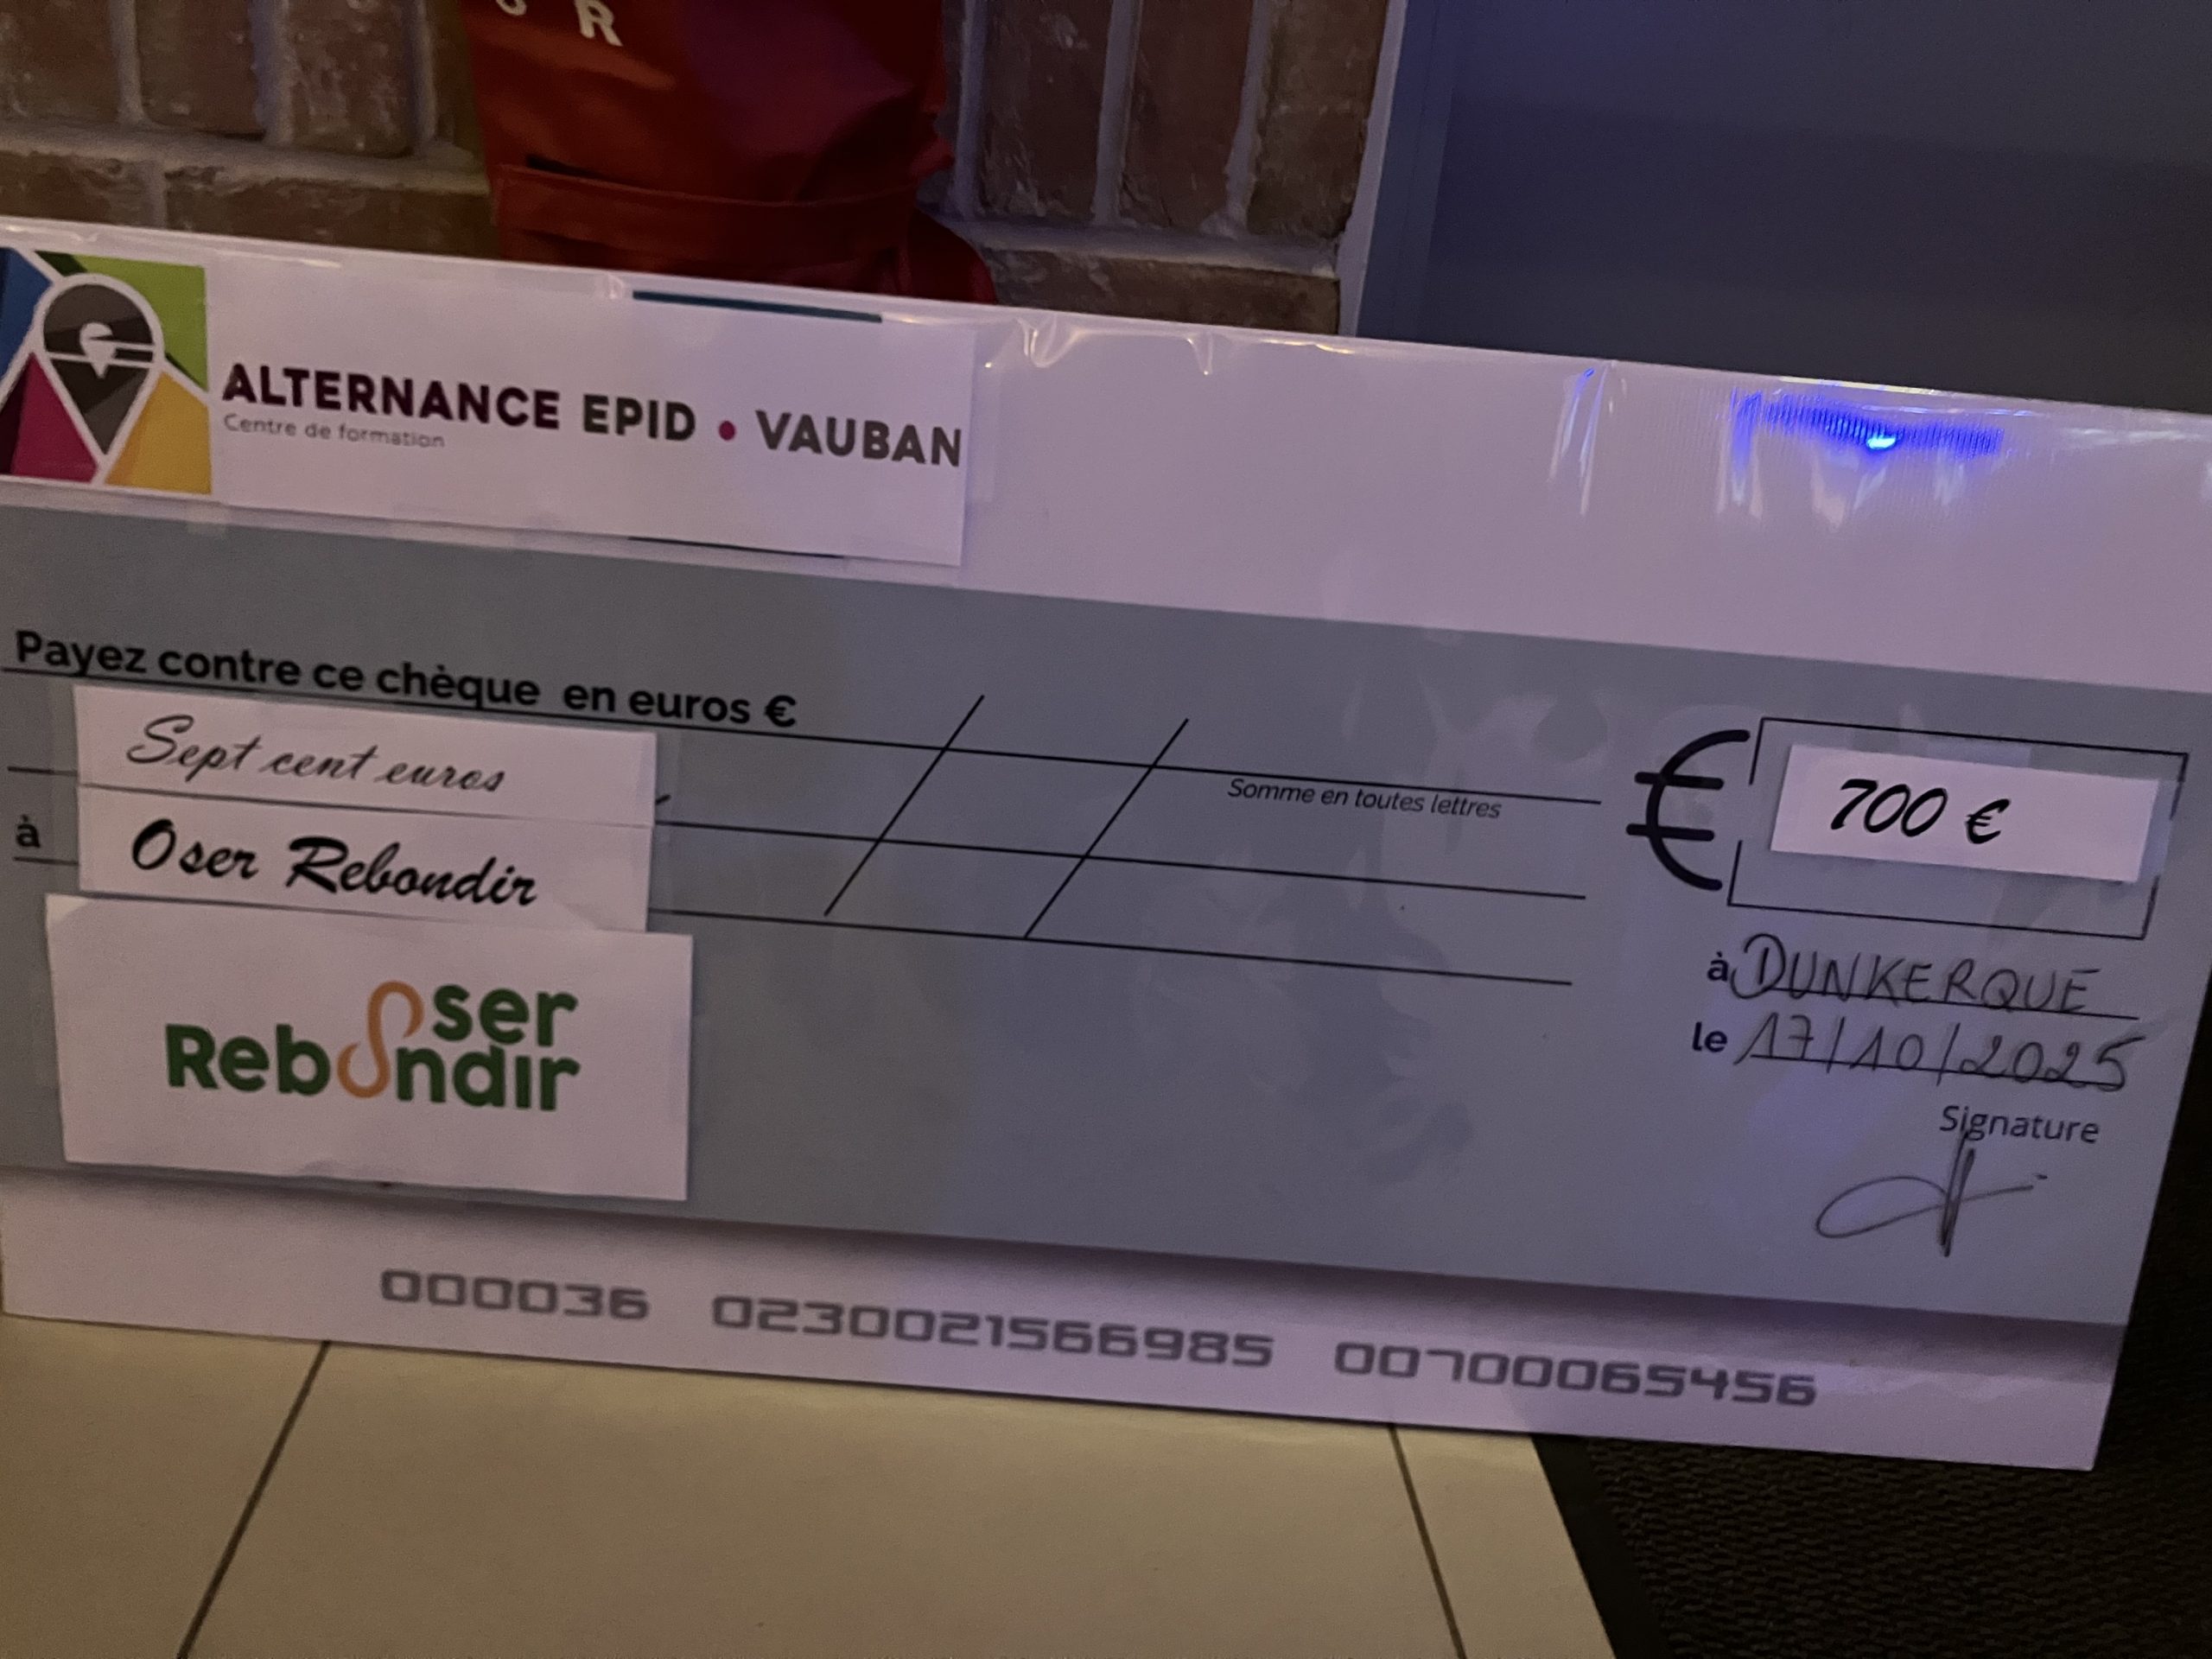 R
ALTERNANCE EPID • VAUBAN
Centre de formation
Payez contre ce chèque en euros €
Sept cent euros
Somme en toutes lettres
€ 700 €
à Oser Rebondir
Oser
Rebondir
à DUNKERQUE
le 17/10/2025
Signature
000036 0230021566985 00700065456